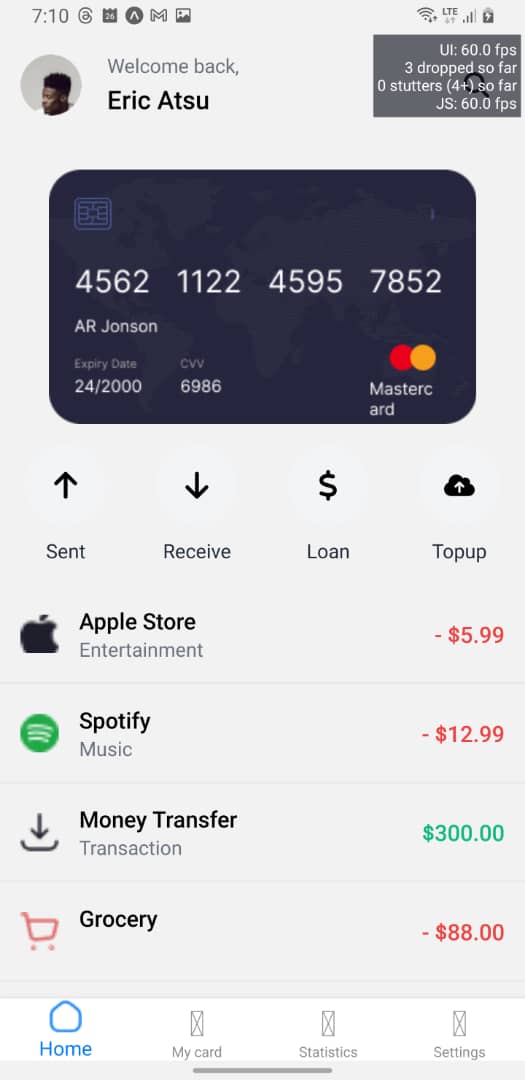 7:10
26
LTE
UI: 60.0 fps
3 dropped so far
0 stutters (4+) so far
JS: 60.0 fps
Welcome back,
Eric Atsu
4562 1122 4595 7852
AR Jonson
Expiry Date
CVV
24/2000
6986
Masterc
ard
Sent
Receive
Loan
Topup
Apple Store
Entertainment
- $5.99
Spotify
Music
- $12.99
Money Transfer
Transaction
$300.00
Grocery
- $88.00
Home
My card
Statistics
Settings